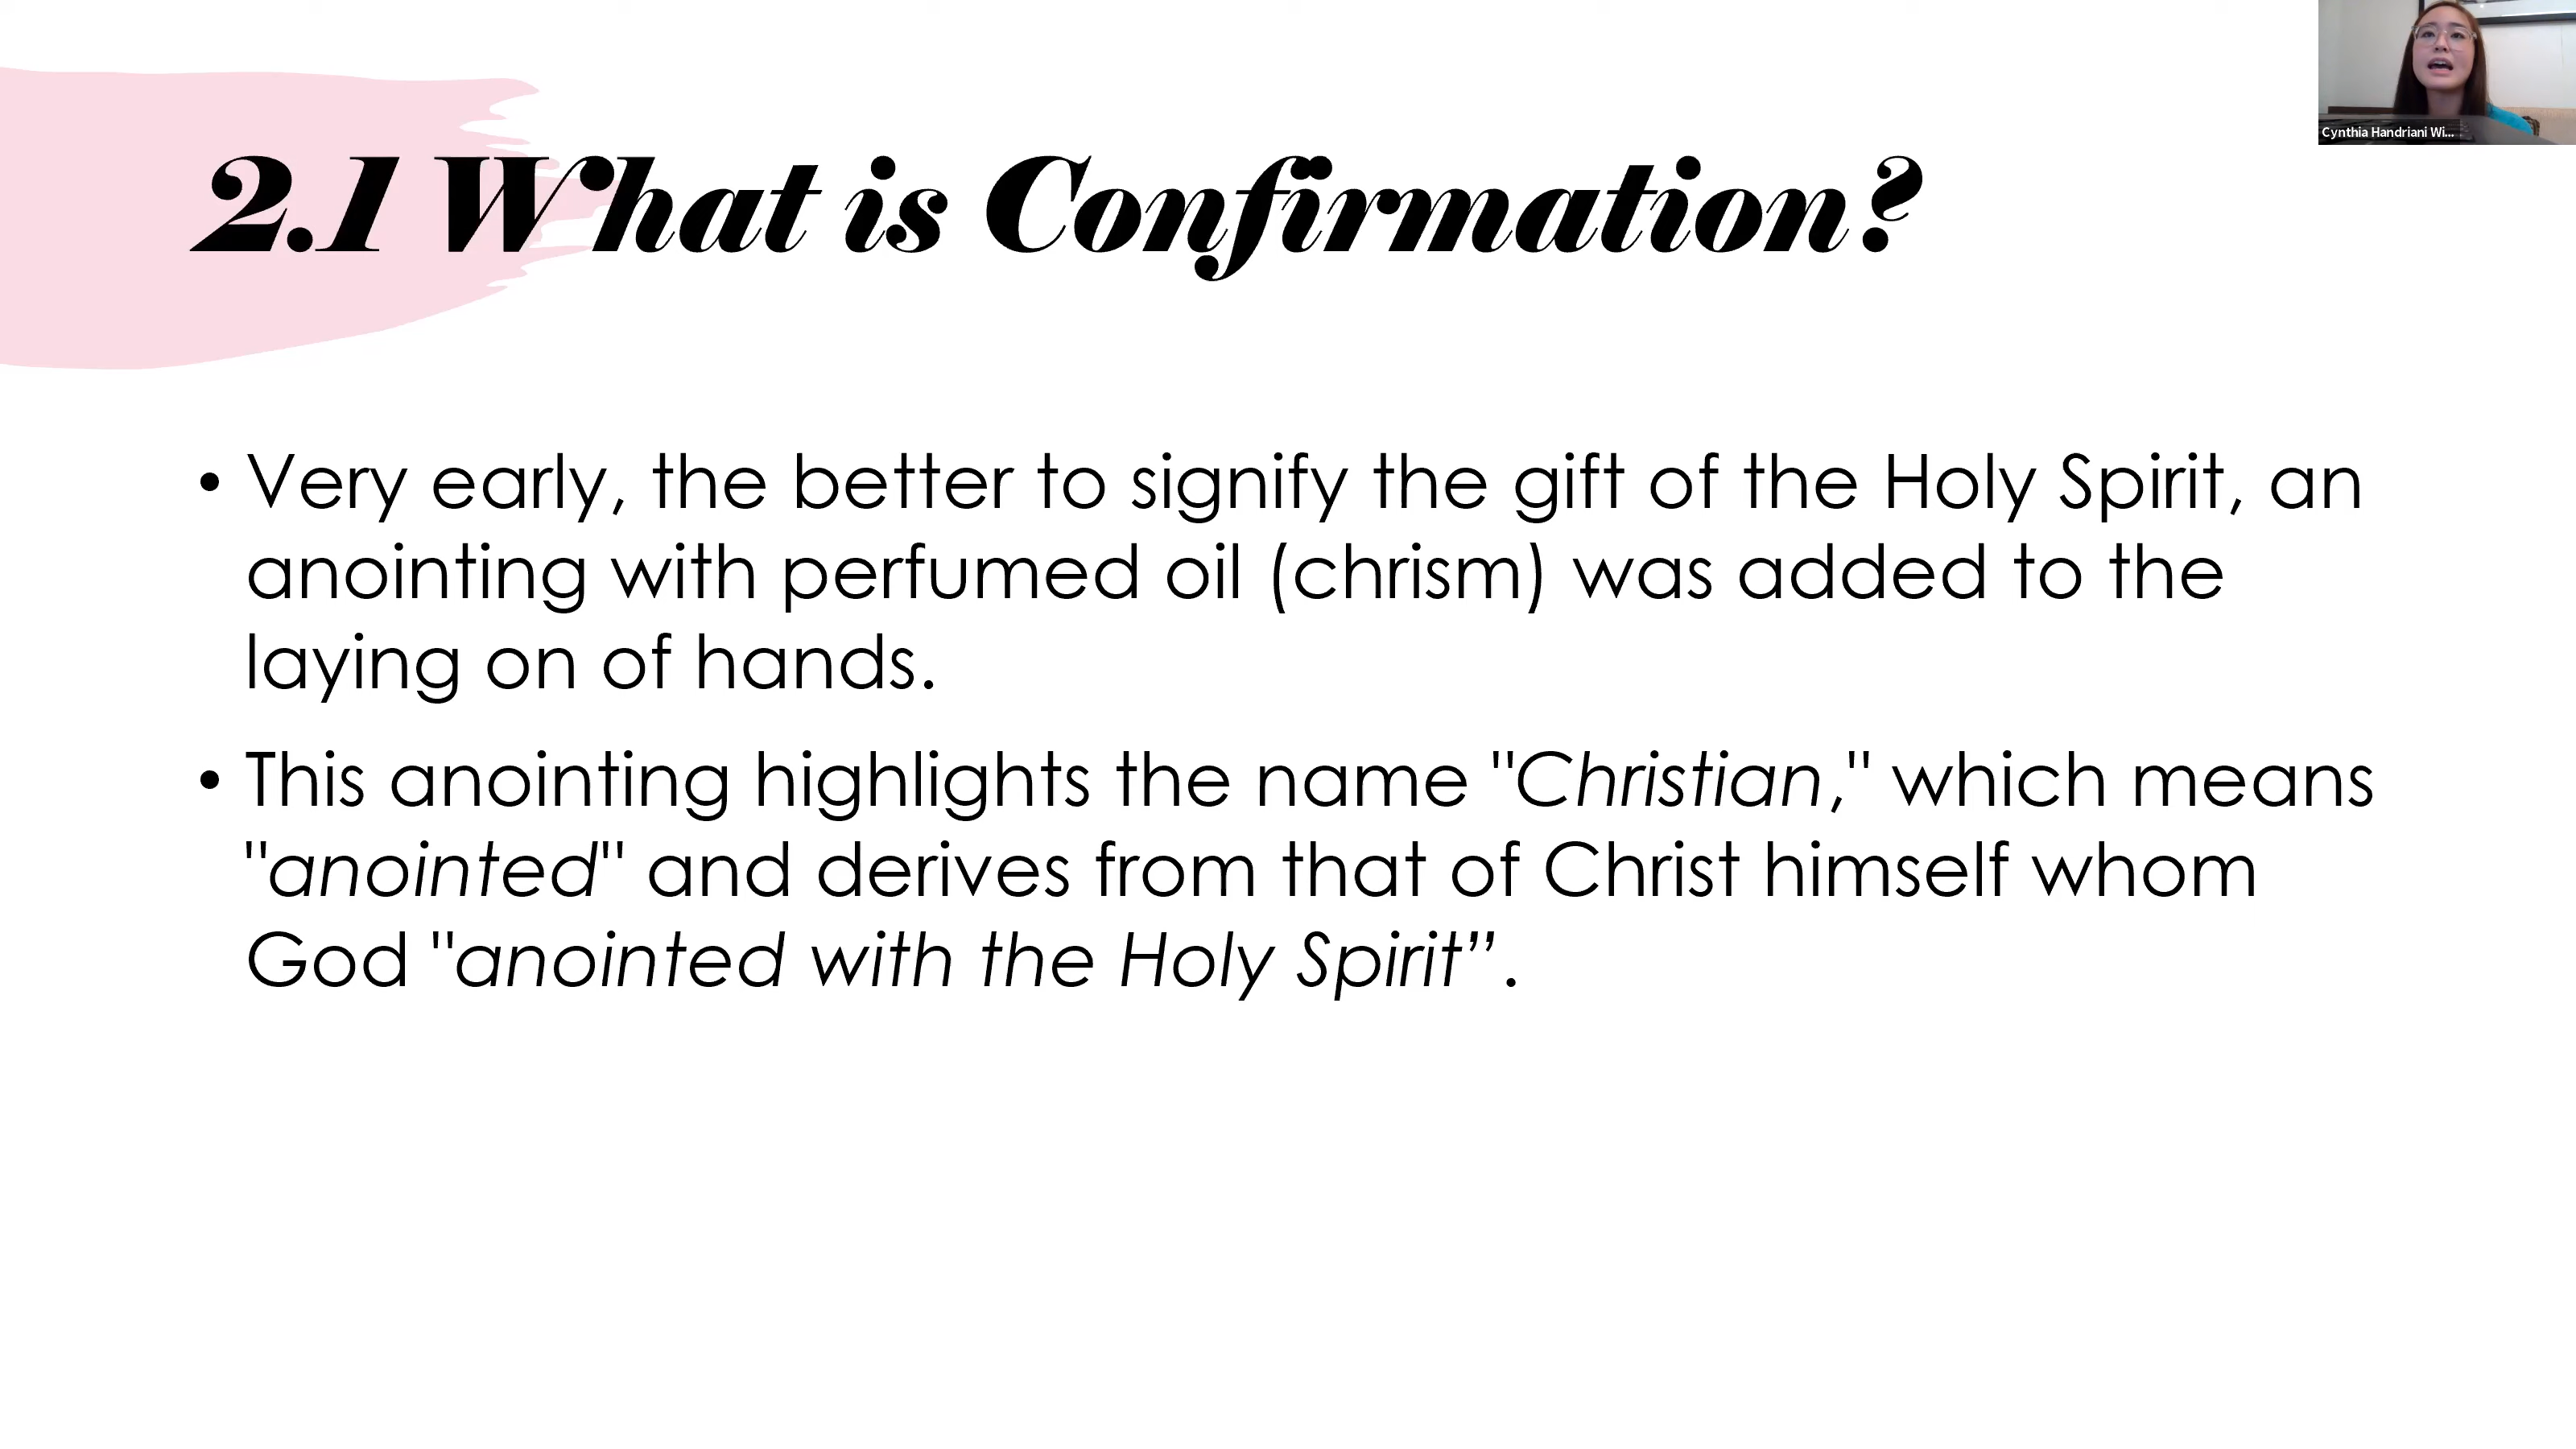 Cynthia Handriani Wi...
2.1 What is Confirmation?
• Very early, the better to signify the gift of the Holy Spirit, an
anointing with perfumed oil (chrism) was added to the
laying on of hands.
• This anointing highlights the name "Christian," which means
"anointed" and derives from that of Christ himself whom
God "anointed with the Holy Spirit”.